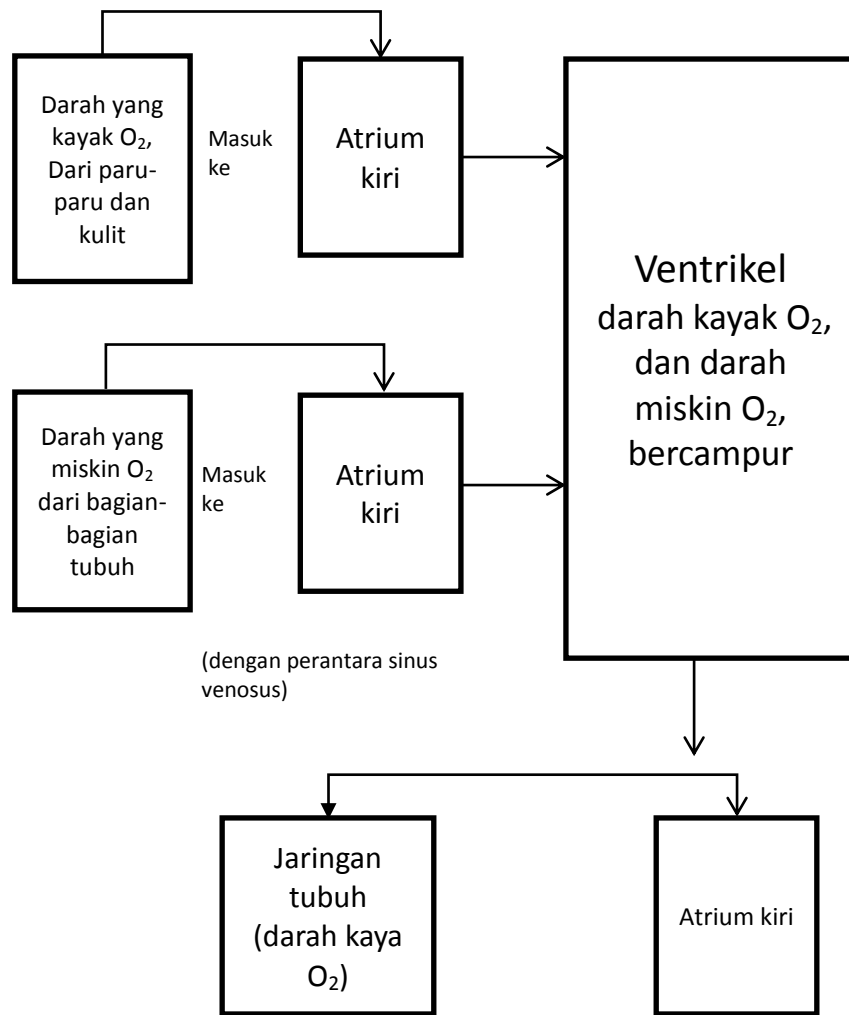 Darah yang
kayak O₂,
Dari paru-
paru dan
kulit
Masuk
ke
Atrium
kiri
Ventrikel
darah kayak O₂,
dan darah
miskin O₂,
bercampur
Darah yang
miskin O₂
dari bagian-
bagian
tubuh
Masuk
ke
Atrium
kiri
(dengan perantara sinus
venosus)
Jaringan
tubuh
(darah kaya
O₂)
Atrium kiri